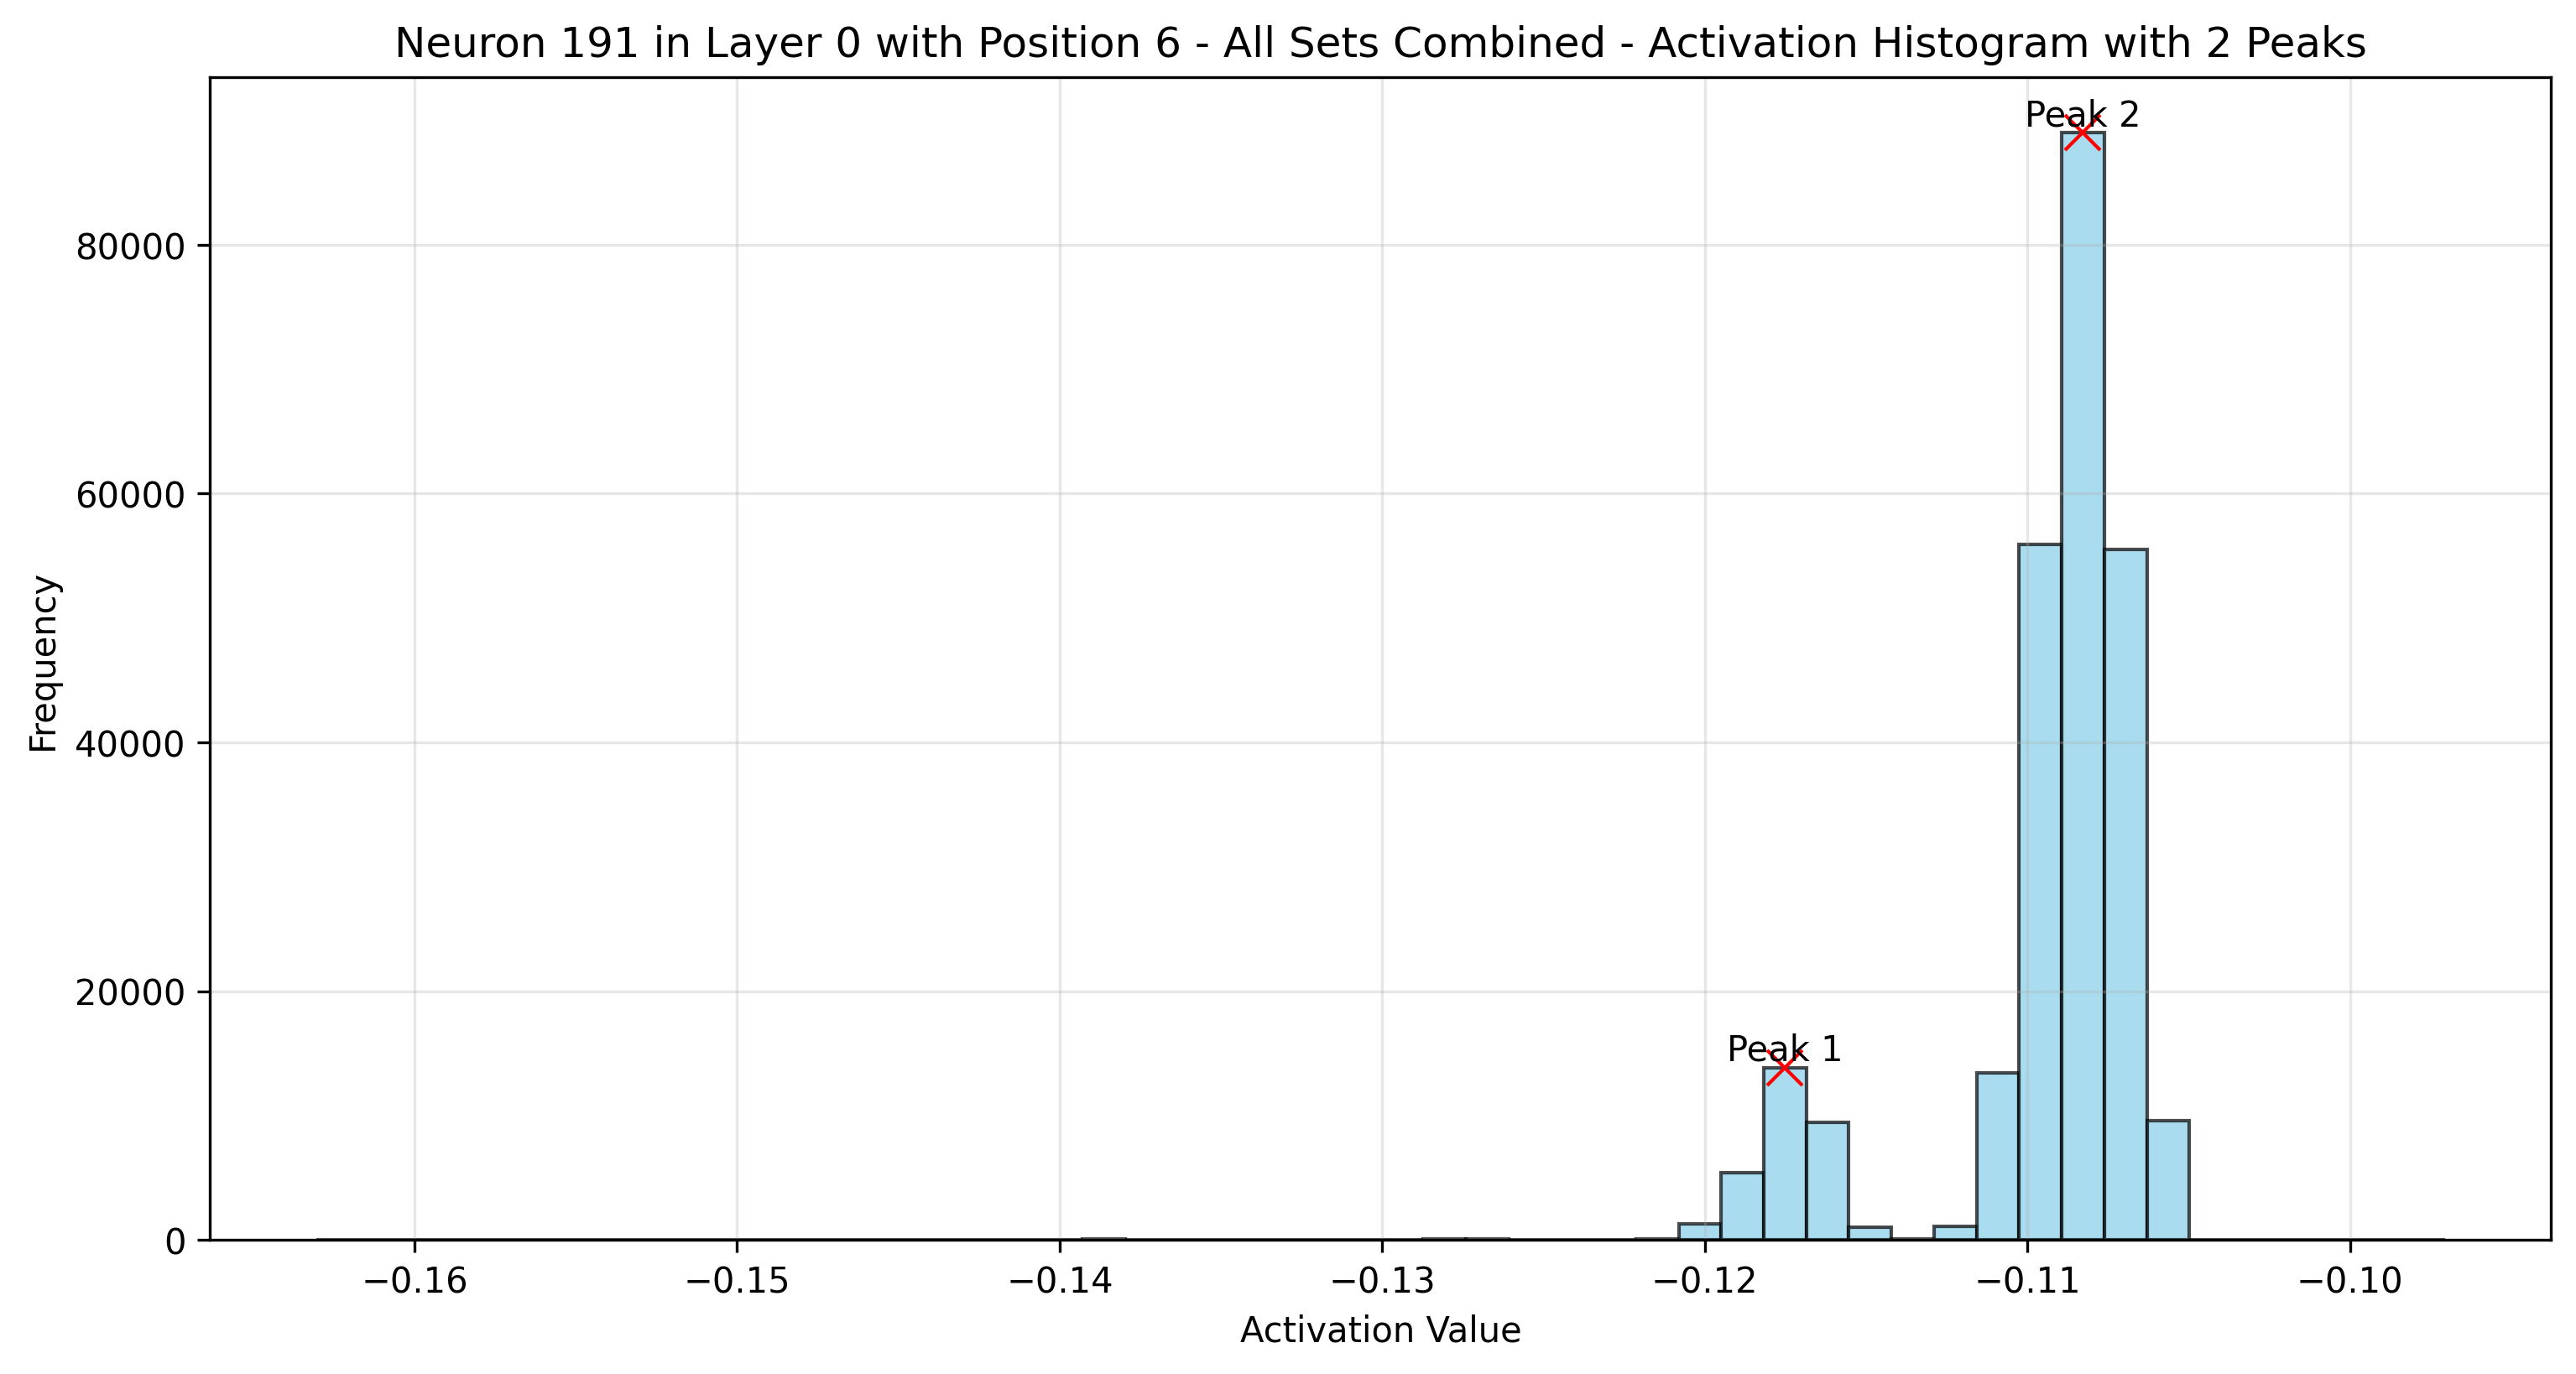 Neuron 191 in Layer 0 with Position 6 - All Sets Combined - Activation Histogram with 2 Peaks
Peak 2
80000
60000
Frequency
40000
20000
Peak 1
0
−0.16 −0.15 −0.14 −0.13 −0.12 −0.11 −0.10
Activation Value